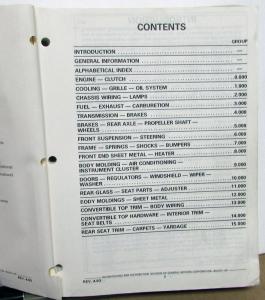 CONTENTS
GROUP
INTRODUCTION —
GENERAL INFORMATION —
ALPHABETICAL INDEX —
ENGINE — CLUTCH 0.000
COOLING — GRILLE — OIL SYSTEM 1.000
CHASSIS WIRING — LAMPS 2.000
FUEL — EXHAUST — CARBURETION 3.000
TRANSMISSION — BRAKES 4.000
BRAKES — REAR AXLE — PROPELLER SHAFT —
WHEELS 5.000
FRONT SUSPENSION — STEERING 6.000
FRAME — SPRINGS — SHOCKS — BUMPERS 7.000
FRONT END SHEET METAL — HEATER 8.000
BODY MOLDING — AIR CONDITIONING —
INSTRUMENT CLUSTER 9.000
DOORS — REGULATORS — WINDSHIELD — WIPER —
WASHER 10.000
REAR GLASS — SEAT PARTS — ADJUSTER 11.000
BODY MOLDINGS — SHEET METAL 12.000
CONVERTIBLE TOP TRIM — BODY WIRING 13.000
CONVERTIBLE TOP HARDWARE — INTERIOR TRIM —
SEAT BELTS 14.000
REAR SEAT TRIM — CARPETS — YARDAGE 15.000